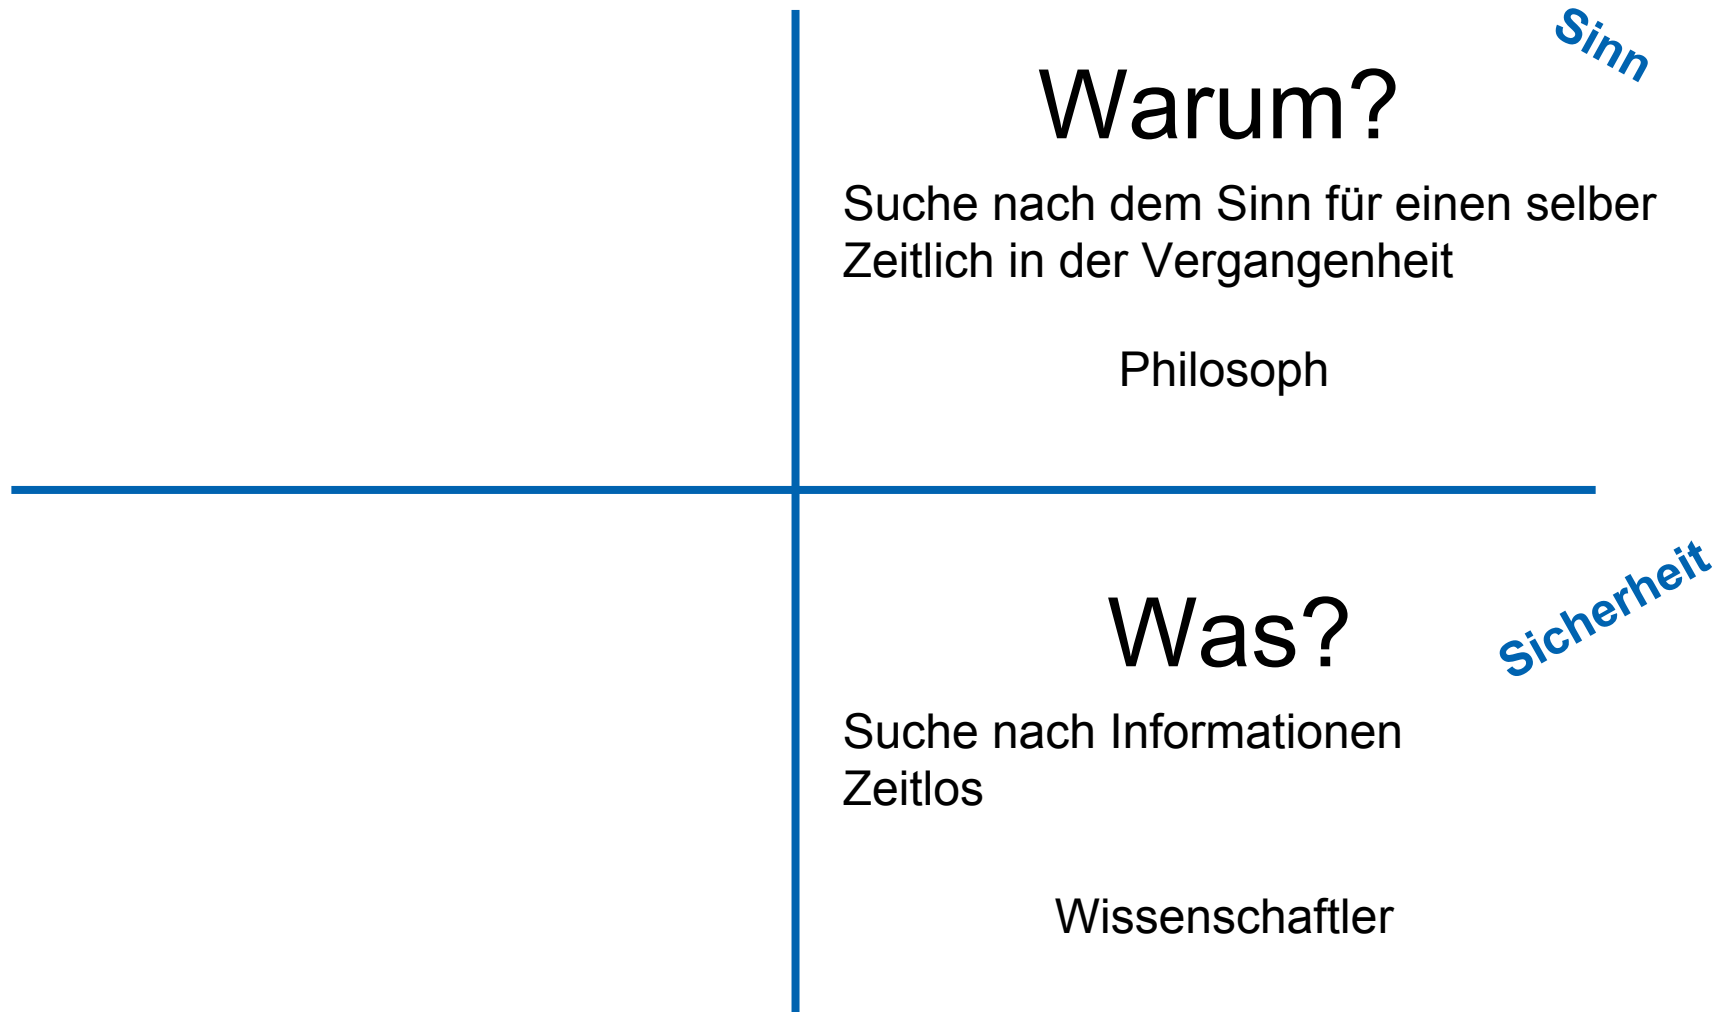 Sinn
Warum?
Suche nach dem Sinn für einen selber
Zeitlich in der Vergangenheit
Philosoph
Sicherheit
Was?
Suche nach Informationen
Zeitlos
Wissenschaftler